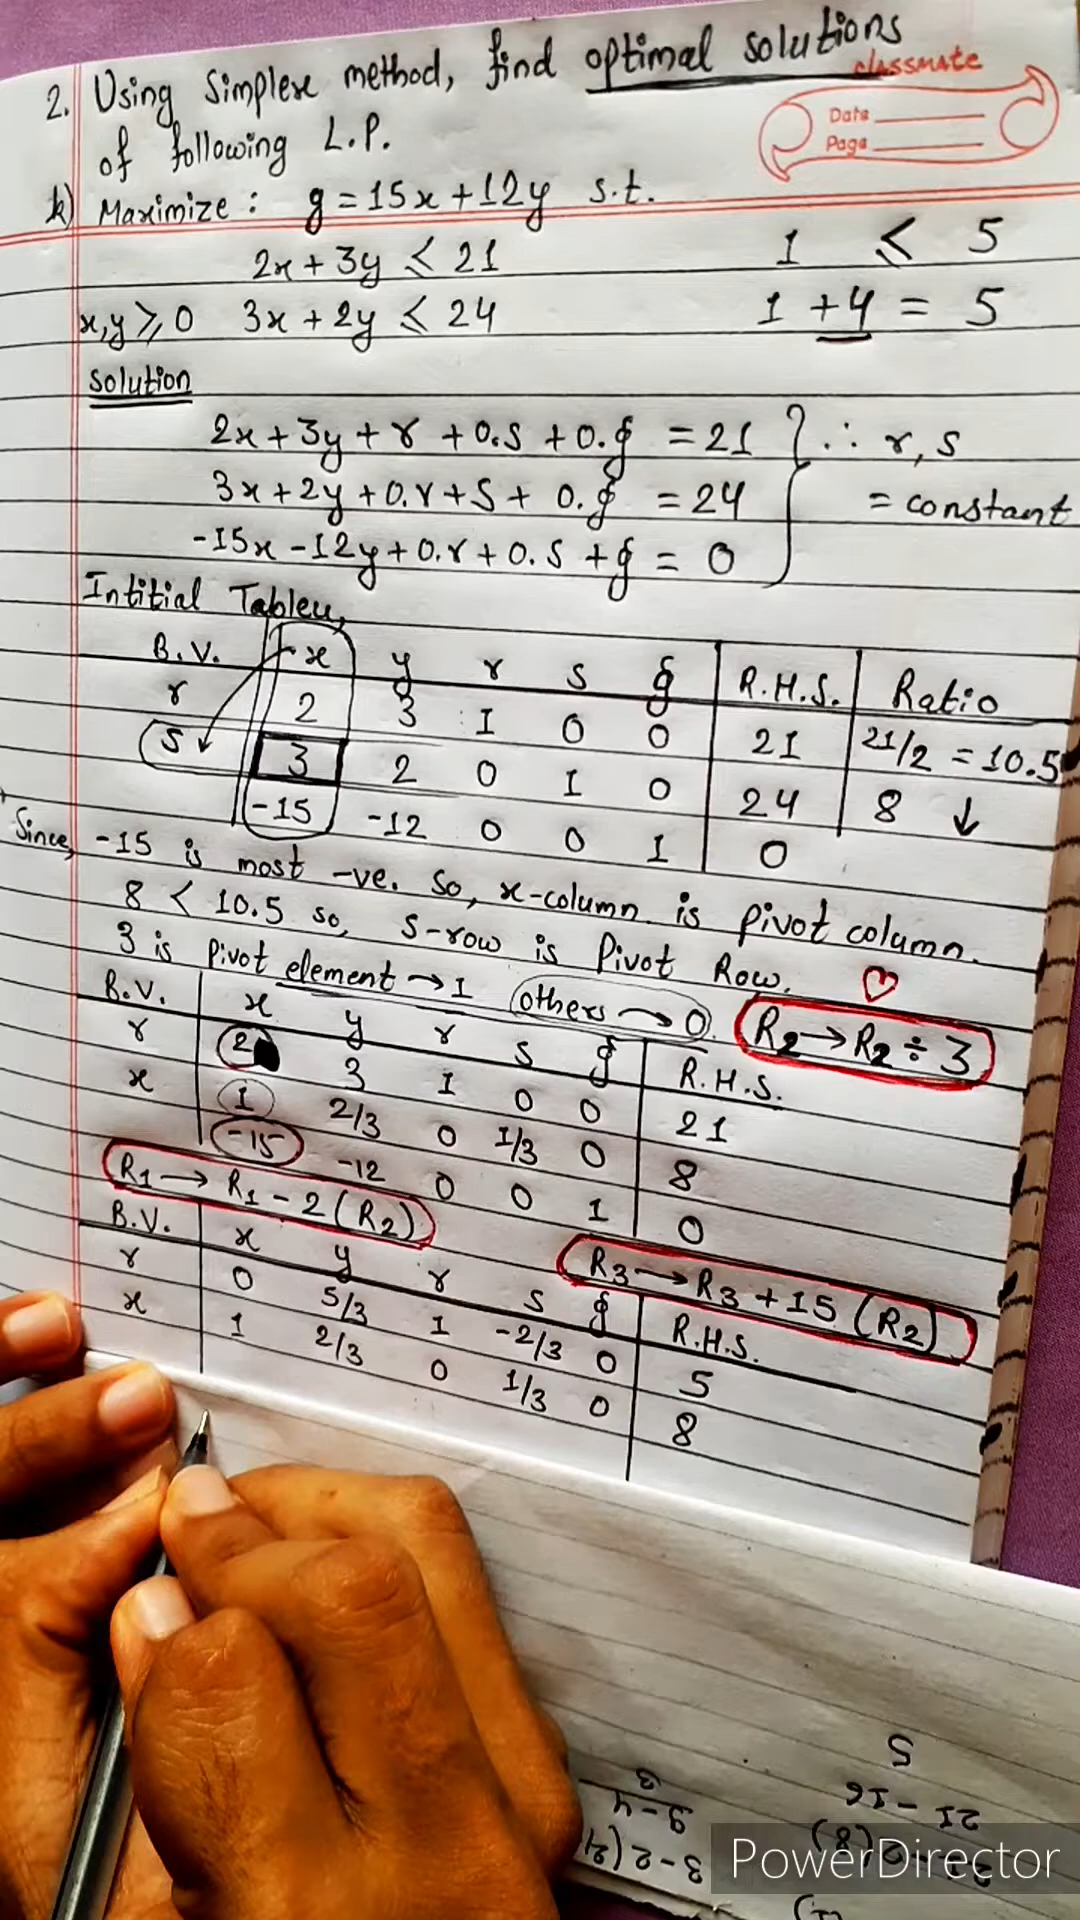 2. Using Simplex method, find optimal solutions
classmate
Date
Page
of following L.P.
k) Maximize : z = 15x + 12y s.t.
2x + 3y ≤ 21
1 ≤ 5
x, y ≥ 0 3x + 2y ≤ 24
1 + 4 = 5
Solution
2x + 3y + r + 0.s + 0.z = 21 } ∴ r, s
3x + 2y + 0.r + s + 0.z = 24 = constant
-15x - 12y + 0.r + 0.s + z = 0
Intitial Tableu,
B.V. x y r s z R.H.S. Ratio
r 2 3 1 0 0 21 21/2 = 10.5
s 3 2 0 1 0 24 8 ↓
-15 -12 0 0 1 0
Since, -15 is most -ve. So, x-column is pivot column.
8 < 10.5 so, s-row is Pivot Row.
3 is pivot element → 1 others → 0 R2 → R2 ÷ 3
B.V. x y r s z R.H.S.
r 2 3 1 0 0 21
x 1 2/3 0 1/3 0 8
-15 -12 0 0 1 0
R1 → R1 - 2 (R2)
R3 → R3 + 15 (R2)
B.V. x y r s z R.H.S.
r 0 5/3 1 -2/3 0 5
x 1 2/3 0 1/3 0 8
5
21 - 16
9 - 4
3
PowerDirector